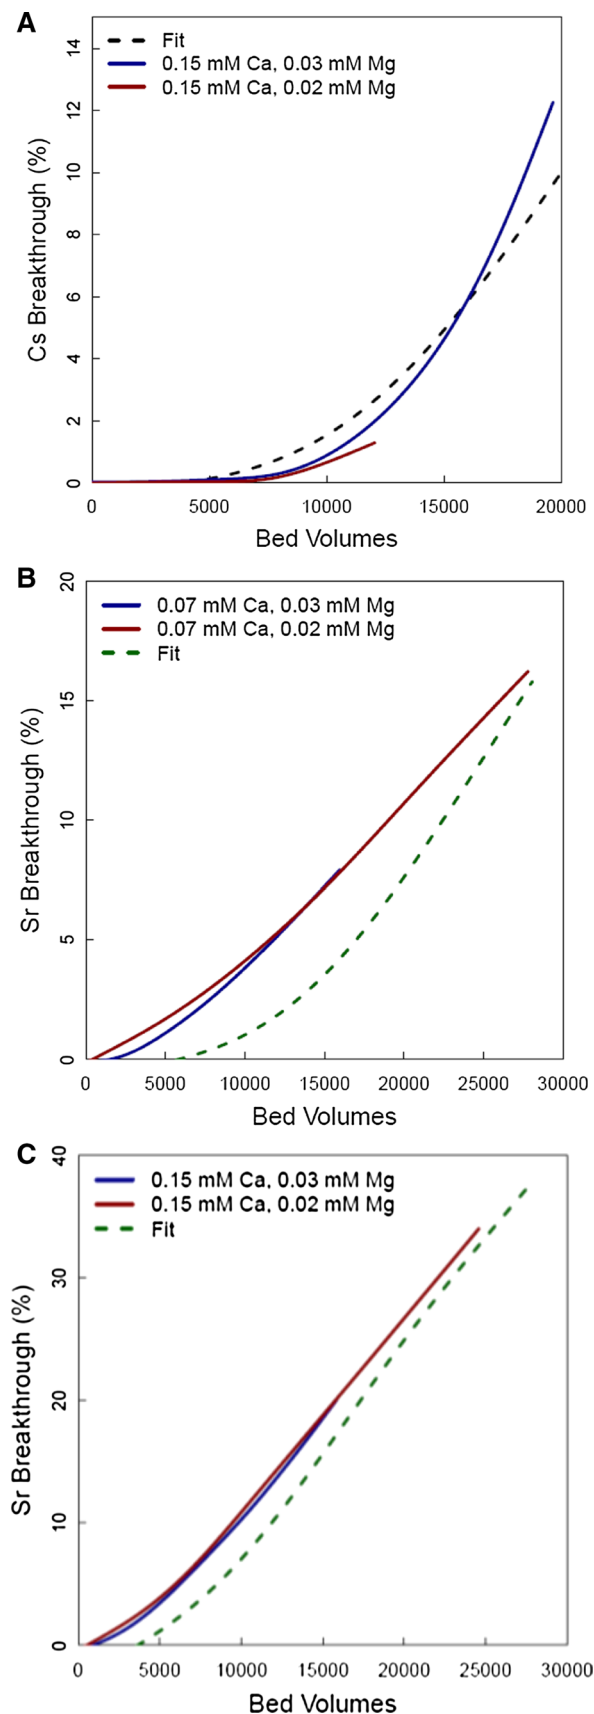 A
Fit
0.15 mM Ca, 0.03 mM Mg
0.15 mM Ca, 0.02 mM Mg
Cs Breakthrough (%)
14
12
10
8
6
4
2
0
0 5000 10000 15000 20000
Bed Volumes
B
0.07 mM Ca, 0.03 mM Mg
0.07 mM Ca, 0.02 mM Mg
Fit
Sr Breakthrough (%)
20
15
10
5
0
0 5000 10000 15000 20000 25000 30000
Bed Volumes
C
0.15 mM Ca, 0.03 mM Mg
0.15 mM Ca, 0.02 mM Mg
Fit
Sr Breakthrough (%)
40
30
20
10
0
0 5000 10000 15000 20000 25000 30000
Bed Volumes